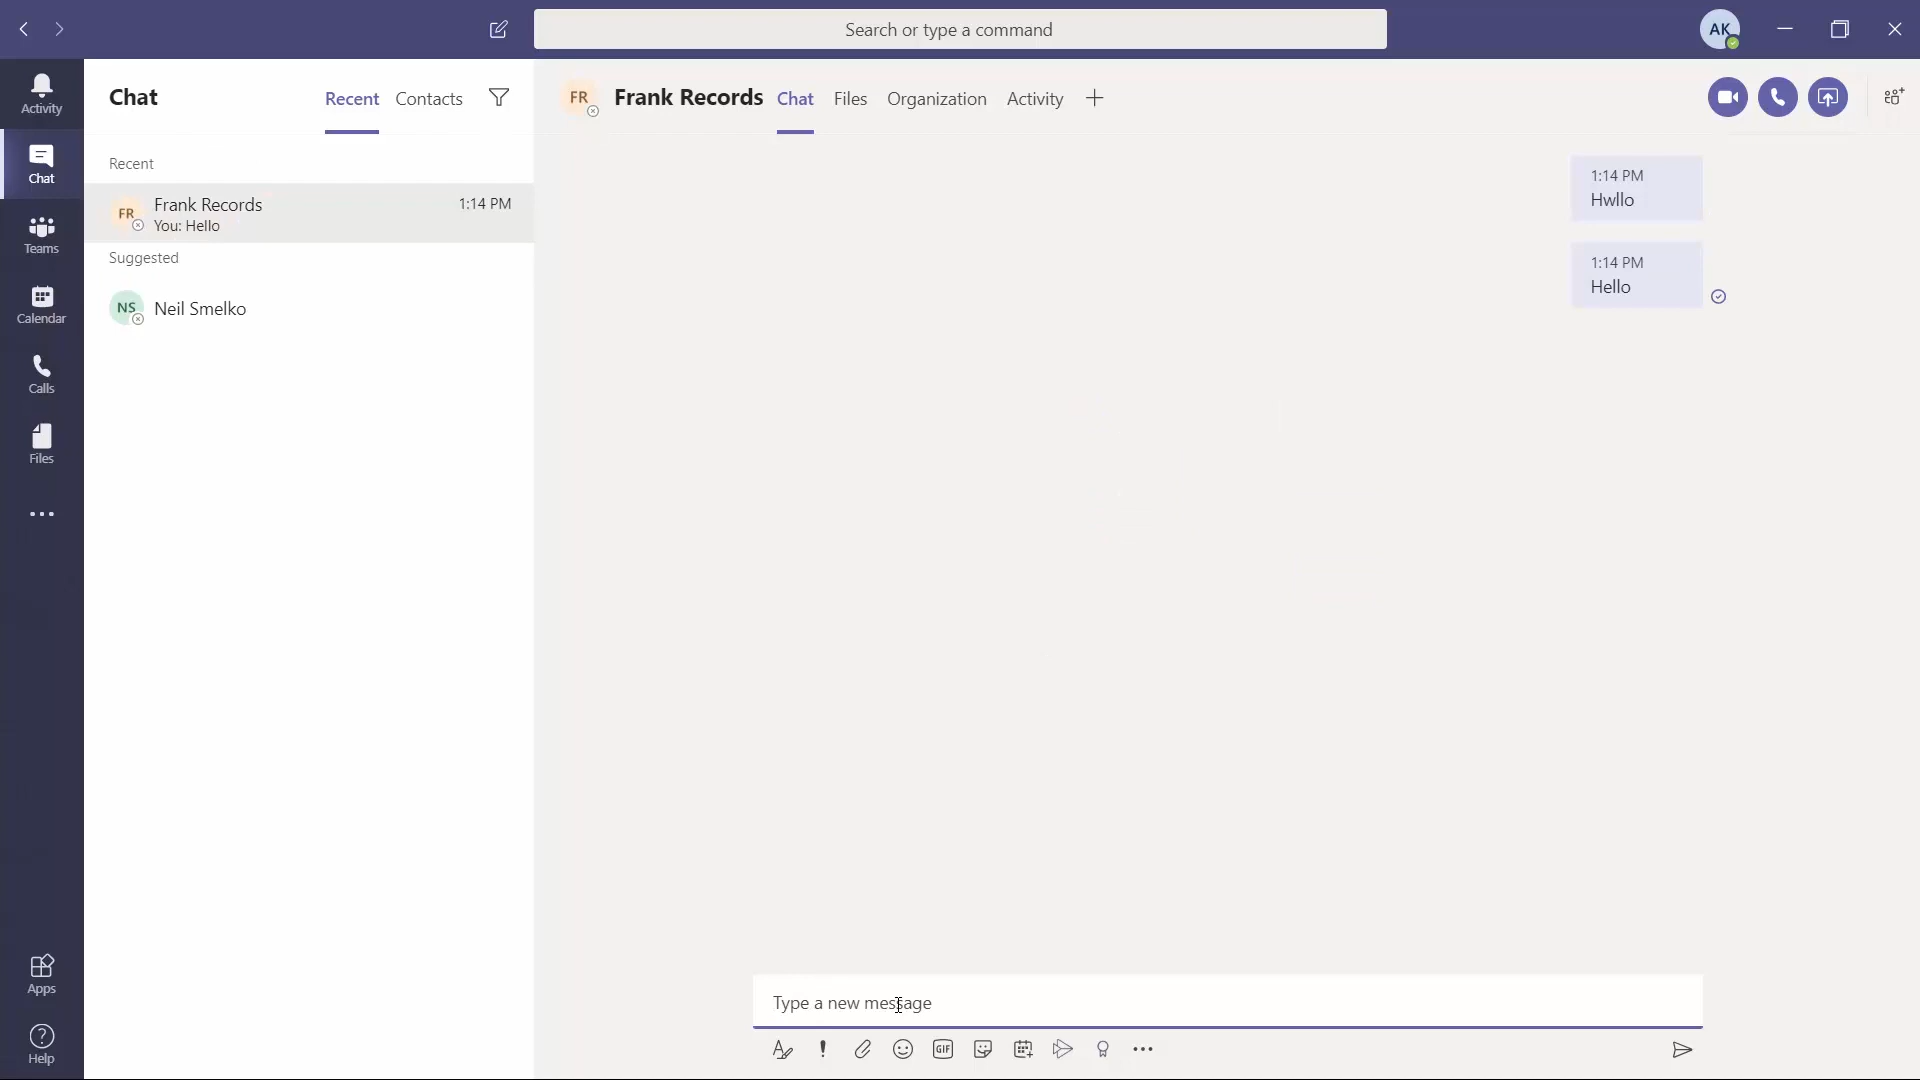 Search or type a command
AK
Activity
Chat
Teams
Calendar
Calls
Files
Apps
Help
Chat
Recent
Contacts
Recent
FR
Frank Records
1:14 PM
You: Hello
Suggested
NS
Neil Smelko
FR
Frank Records
Chat
Files
Organization
Activity
1:14 PM
Hwllo
1:14 PM
Hello
Type a new message
GIF